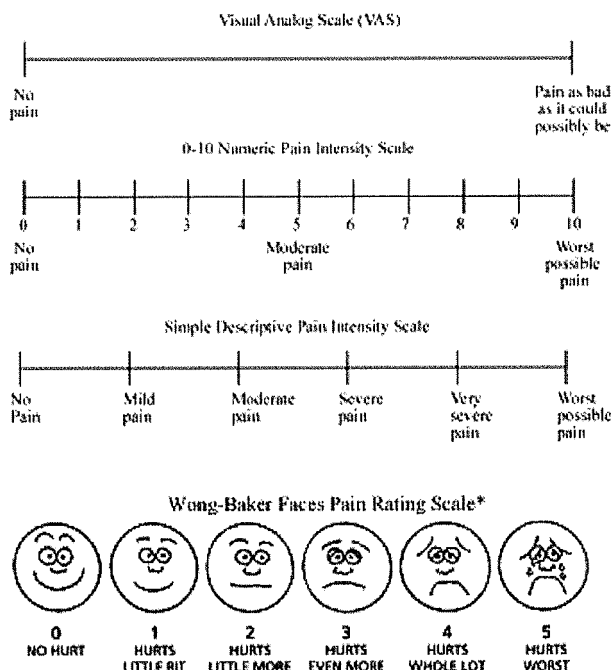 Visual Analog Scale (VAS)
No pain
Pain as bad as it could possibly be
0-10 Numeric Pain Intensity Scale
0 1 2 3 4 5 6 7 8 9 10
No pain
Moderate pain
Worst possible pain
Simple Descriptive Pain Intensity Scale
No Pain
Mild pain
Moderate pain
Severe pain
Very severe pain
Worst possible pain
Wong-Baker Faces Pain Rating Scale*
0 1 2 3 4 5
NO HURT HURTS HURTS HURTS HURTS HURTS
LITTLE BIT LITTLE MORE EVEN MORE WHOLE LOT WORST